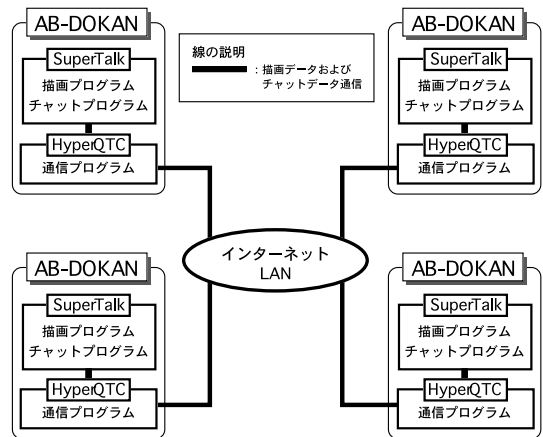 AB-DOKAN
SuperTalk
描画プログラム
チャットプログラム
HyperQTC
通信プログラム
線の説明
：描画データおよび
チャットデータ通信
AB-DOKAN
SuperTalk
描画プログラム
チャットプログラム
HyperQTC
通信プログラム
インターネット
LAN
AB-DOKAN
SuperTalk
描画プログラム
チャットプログラム
HyperQTC
通信プログラム
AB-DOKAN
SuperTalk
描画プログラム
チャットプログラム
HyperQTC
通信プログラム